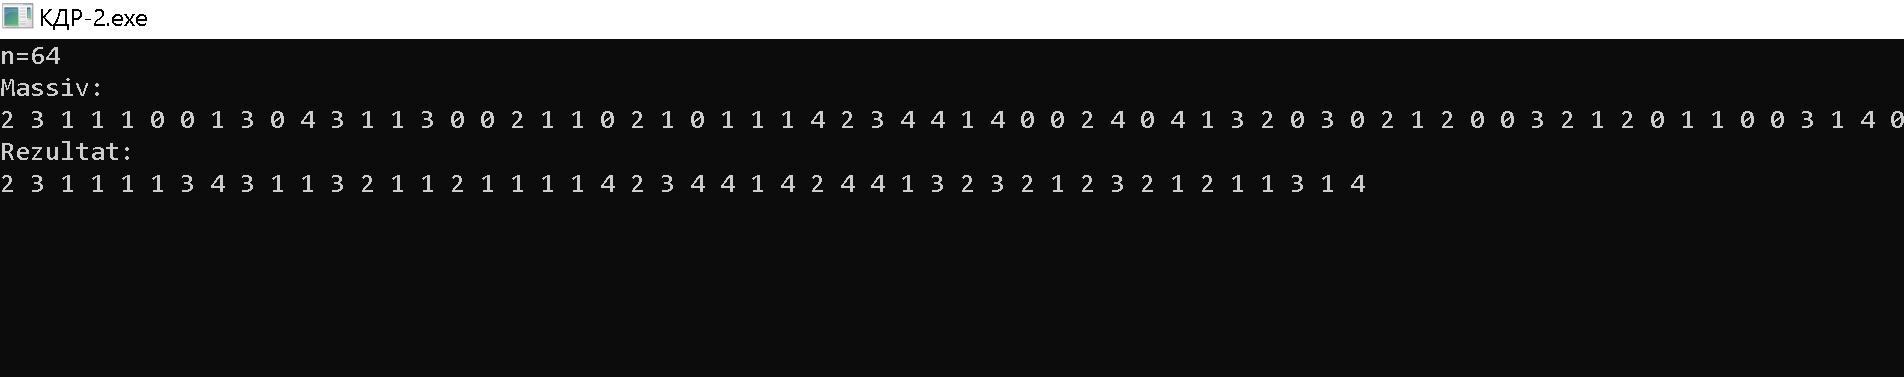 КДР-2.exe
n=64
Massiv:
2 3 1 1 1 0 0 1 3 0 4 3 1 1 3 0 0 2 1 1 0 2 1 0 1 1 1 4 2 3 4 4 1 4 0 0 2 4 0 4 1 3 2 0 3 0 2 1 2 0 0 3 2 1 2 0 1 1 0 0 3 1 4 0
Rezultat:
2 3 1 1 1 1 3 4 3 1 1 3 2 1 1 2 1 1 1 1 4 2 3 4 4 1 4 2 4 4 1 3 2 3 2 1 2 3 2 1 2 1 1 3 1 4